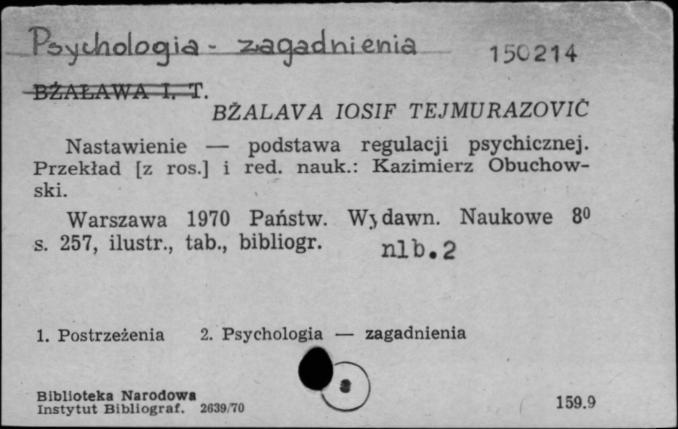 Psychologia - zagadnienia 150214
BŻAŁAWA I. T.
BŽALAVA IOSIF TEJMURAZOVIČ
Nastawienie — podstawa regulacji psychicznej.
Przekład [z ros.] i red. nauk.: Kazimierz Obuchow-
ski.
Warszawa 1970 Państw. Wydawn. Naukowe 8⁰
s. 257, ilustr., tab., bibliogr. nlb.2
1. Postrzeżenia 2. Psychologia — zagadnienia
Biblioteka Narodowa
Instytut Bibliograf. 2639/70 159.9